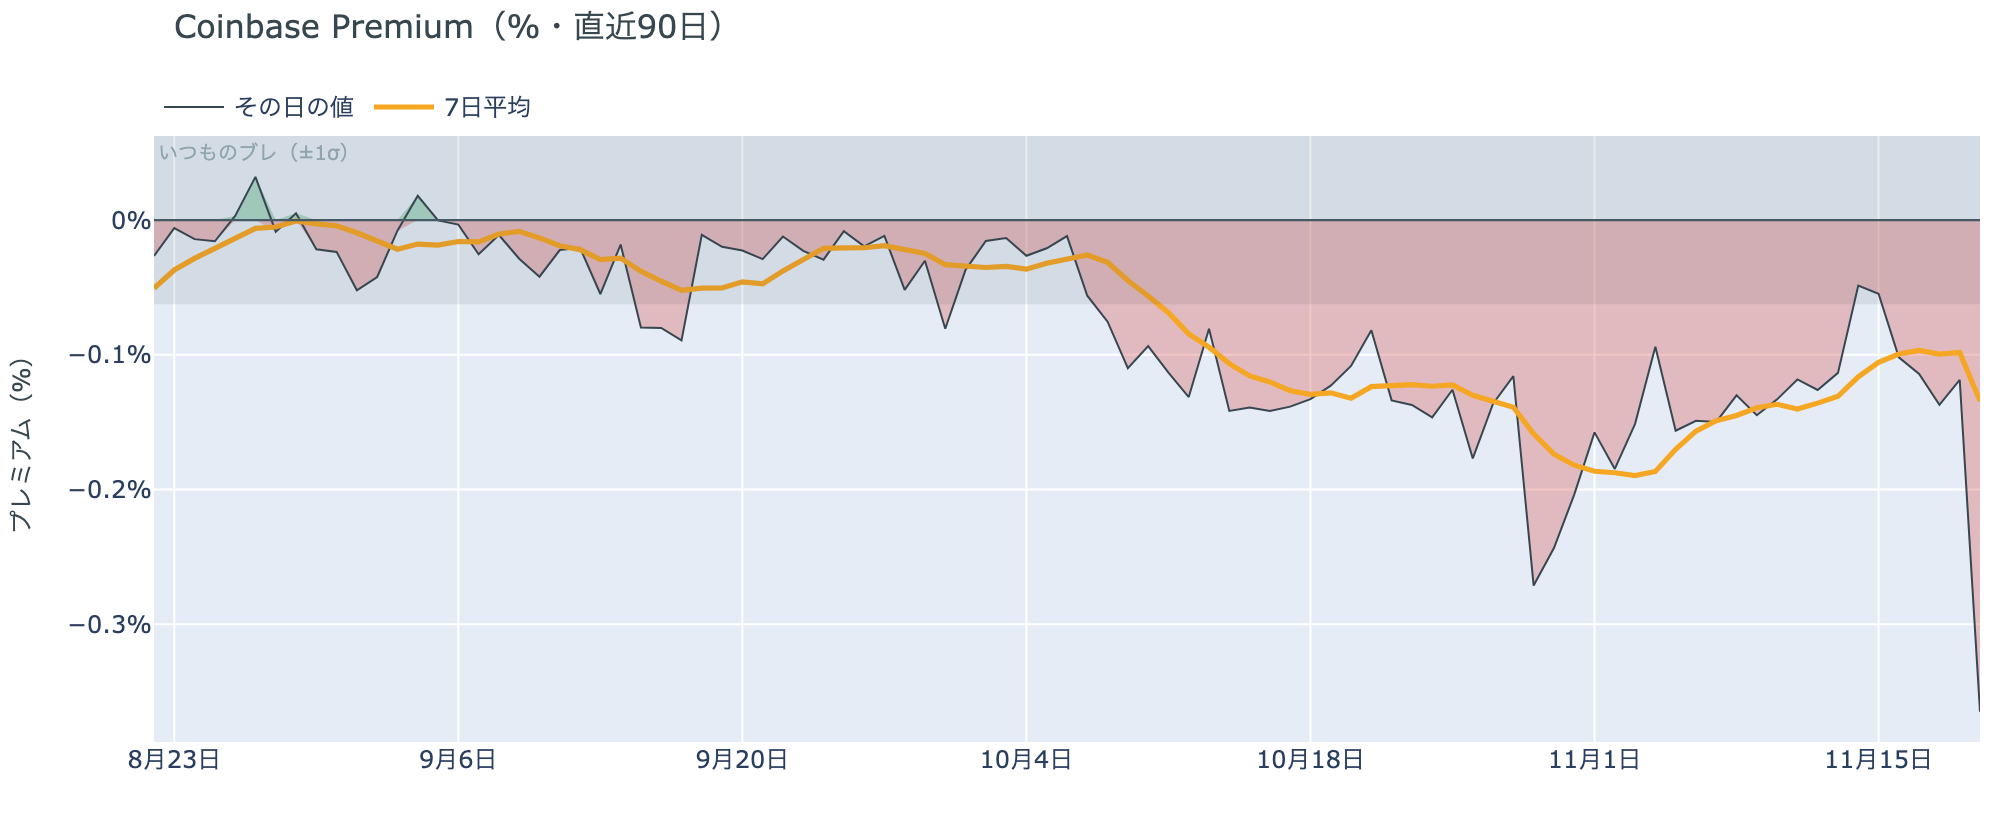 Coinbase Premium（%・直近90日）
その日の値
7日平均
いつものブレ（±1σ）
0%
−0.1%
−0.2%
−0.3%
プレミアム（%）
8月23日
9月6日
9月20日
10月4日
10月18日
11月1日
11月15日